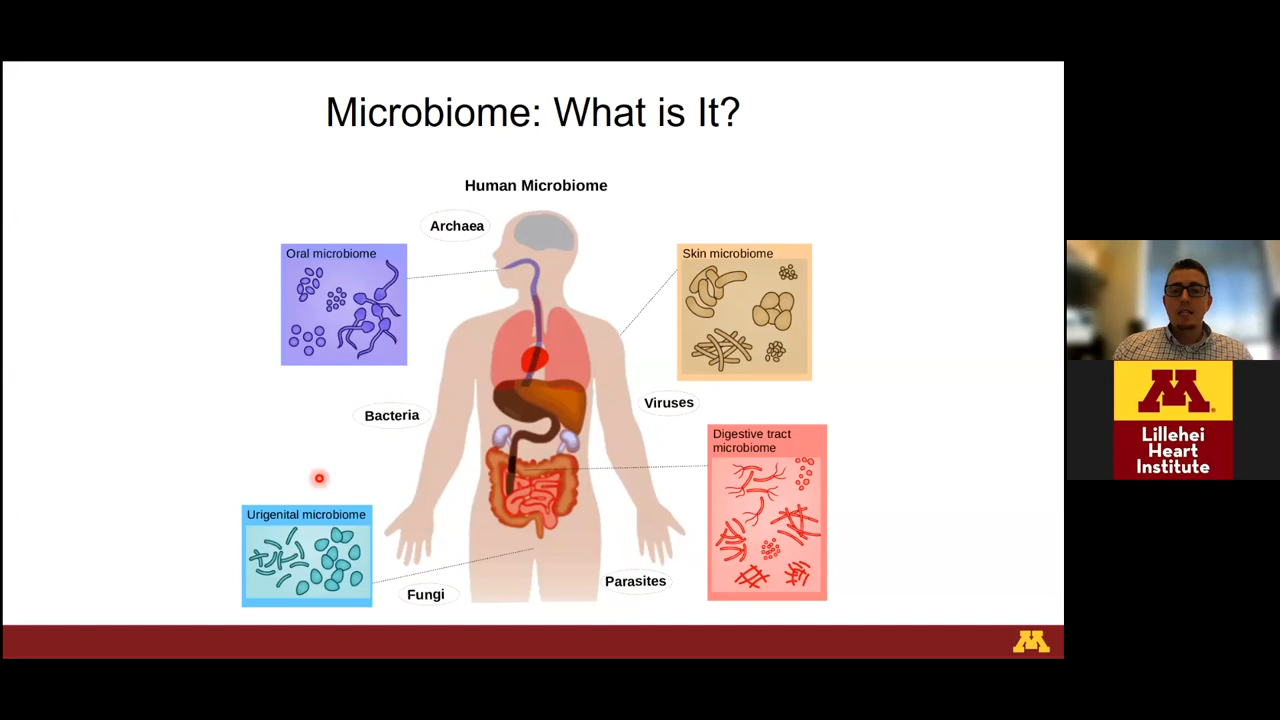 Microbiome: What is It?
Human Microbiome
Archaea
Oral microbiome
Skin microbiome
Bacteria
Viruses
Digestive tract
microbiome
Urigenital microbiome
Fungi
Parasites
M
M
Lillehei
Heart
Institute